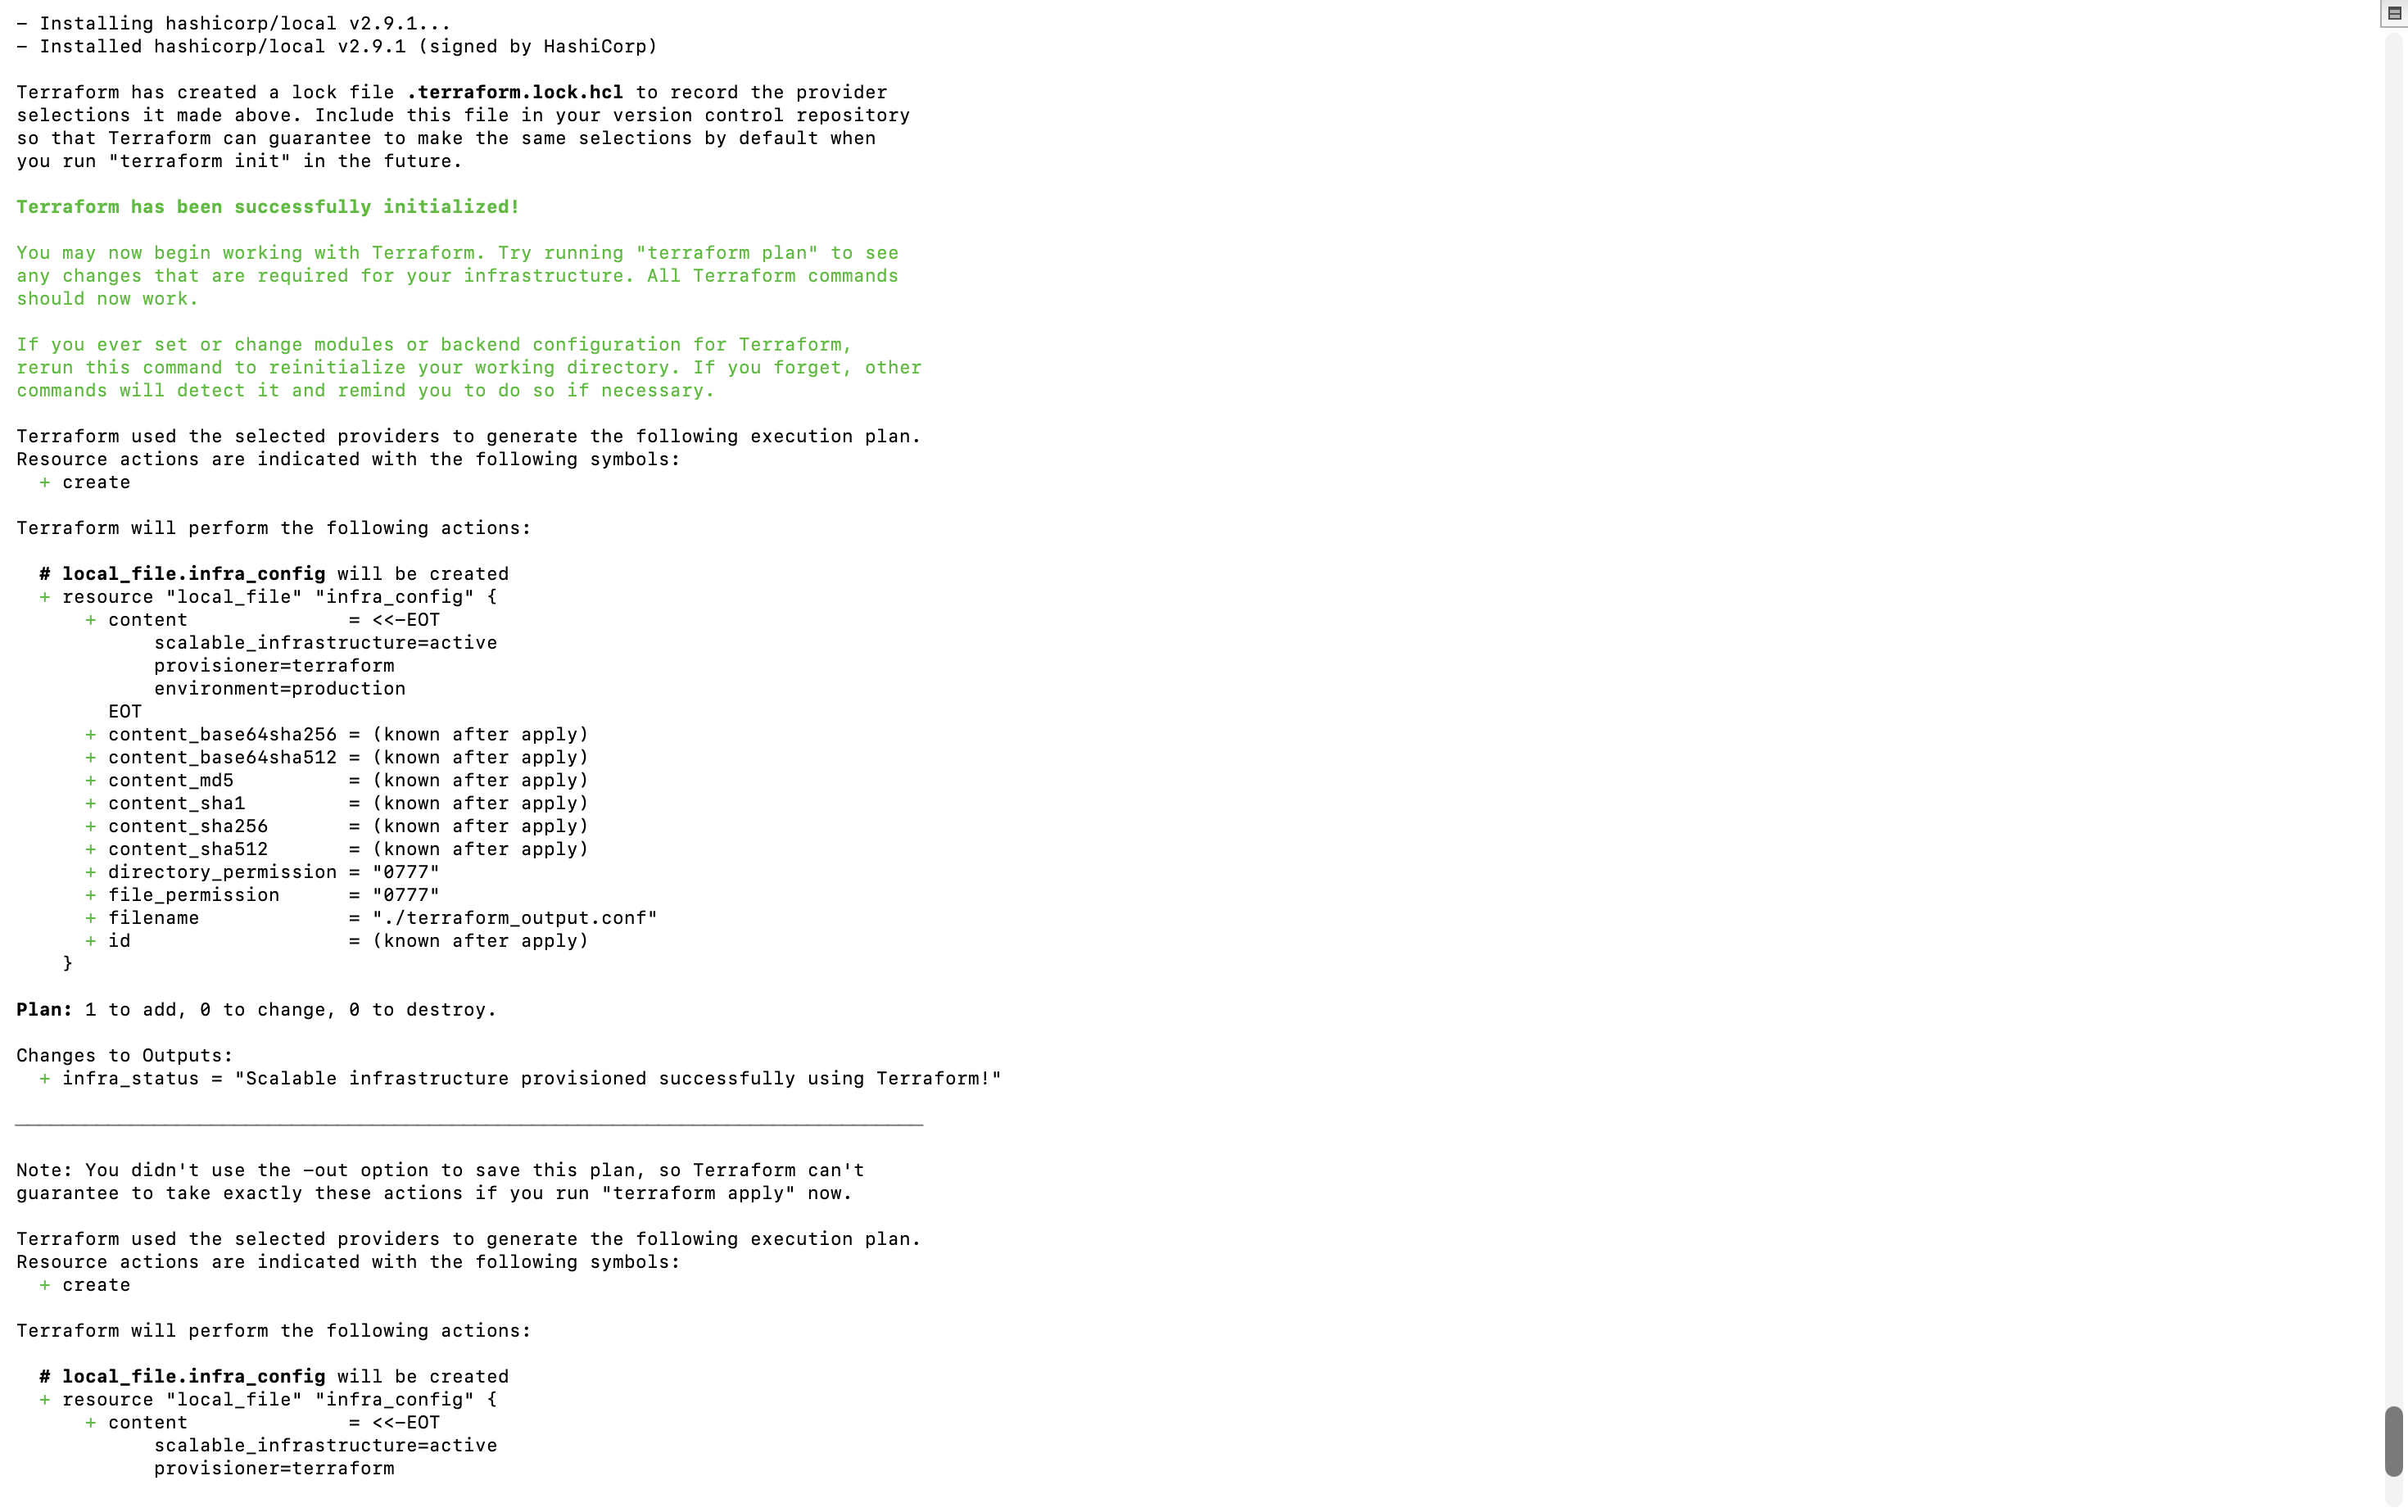 - Installing hashicorp/local v2.9.1...
- Installed hashicorp/local v2.9.1 (signed by HashiCorp)
Terraform has created a lock file .terraform.lock.hcl to record the provider
selections it made above. Include this file in your version control repository
so that Terraform can guarantee to make the same selections by default when
you run "terraform init" in the future.
Terraform has been successfully initialized!
You may now begin working with Terraform. Try running "terraform plan" to see
any changes that are required for your infrastructure. All Terraform commands
should now work.
If you ever set or change modules or backend configuration for Terraform,
rerun this command to reinitialize your working directory. If you forget, other
commands will detect it and remind you to do so if necessary.
Terraform used the selected providers to generate the following execution plan.
Resource actions are indicated with the following symbols:
  + create
Terraform will perform the following actions:
  # local_file.infra_config will be created
  + resource "local_file" "infra_config" {
      + content              = <<-EOT
            scalable_infrastructure=active
            provisioner=terraform
            environment=production
        EOT
      + content_base64sha256 = (known after apply)
      + content_base64sha512 = (known after apply)
      + content_md5          = (known after apply)
      + content_sha1         = (known after apply)
      + content_sha256       = (known after apply)
      + content_sha512       = (known after apply)
      + directory_permission = "0777"
      + file_permission      = "0777"
      + filename             = "./terraform_output.conf"
      + id                   = (known after apply)
    }
Plan: 1 to add, 0 to change, 0 to destroy.
Changes to Outputs:
  + infra_status = "Scalable infrastructure provisioned successfully using Terraform!"
Note: You didn't use the -out option to save this plan, so Terraform can't
guarantee to take exactly these actions if you run "terraform apply" now.
Terraform used the selected providers to generate the following execution plan.
Resource actions are indicated with the following symbols:
  + create
Terraform will perform the following actions:
  # local_file.infra_config will be created
  + resource "local_file" "infra_config" {
      + content              = <<-EOT
            scalable_infrastructure=active
            provisioner=terraform